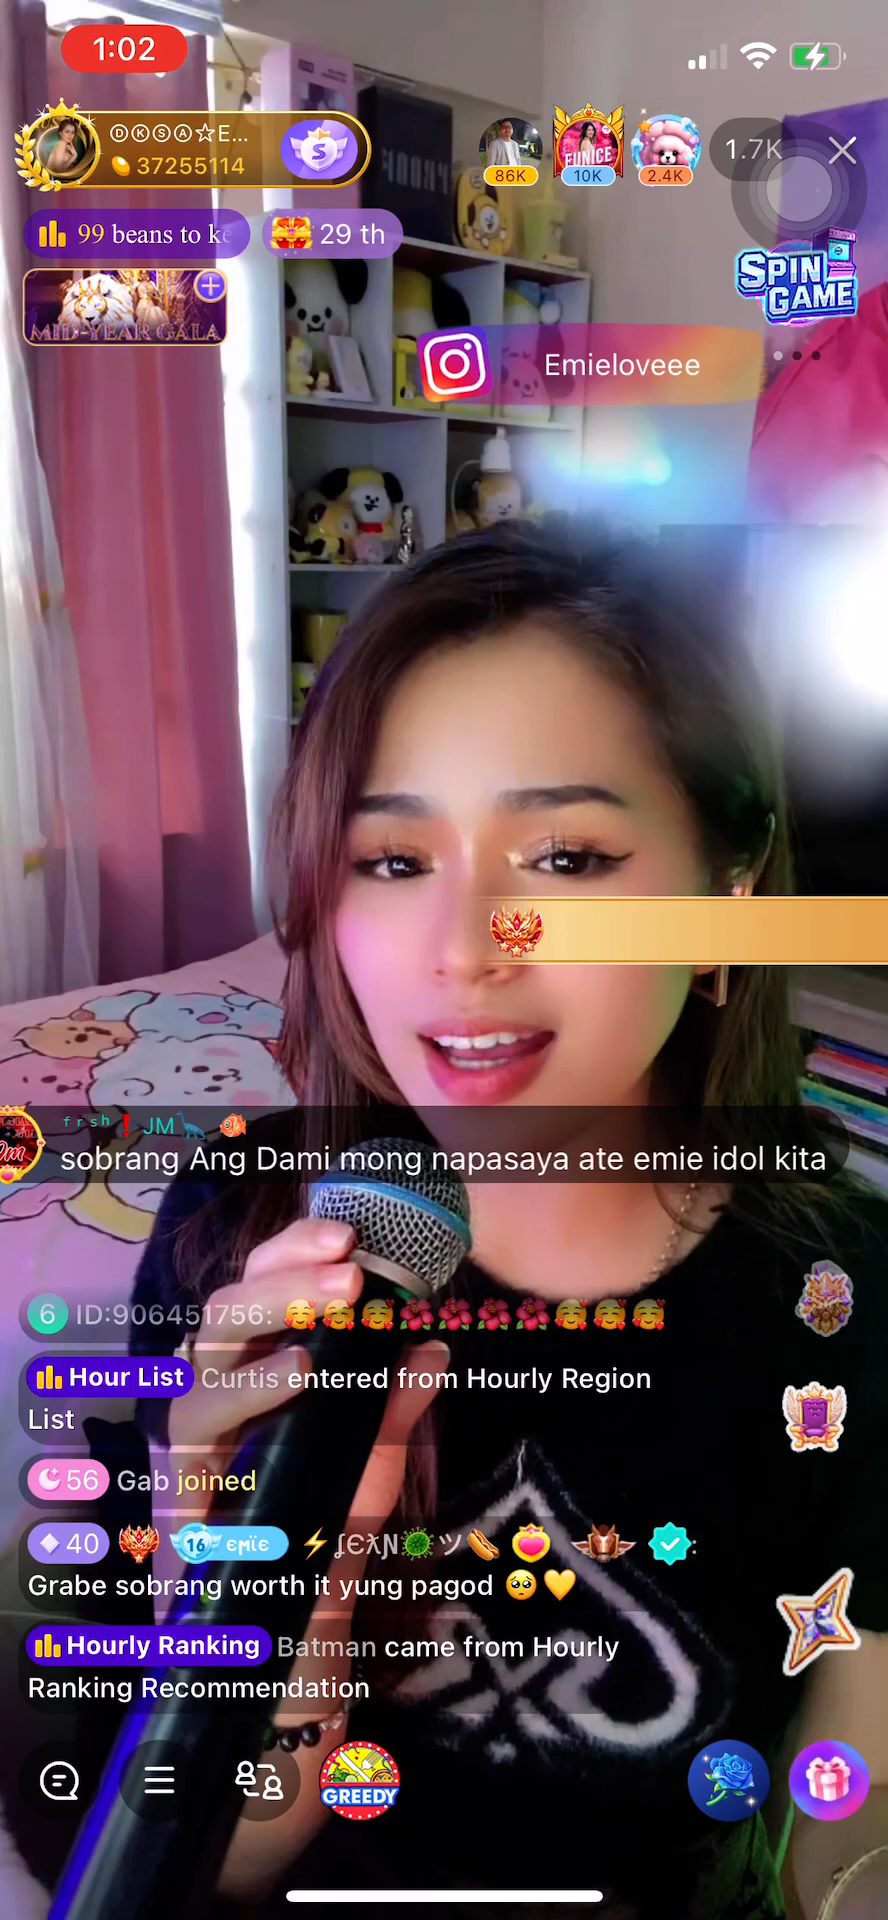 1:02
ⒹⓀⓈⒶ☆E...
37255114
S
86K
EUNICE
10K
2.4K
1.7K
99 beans to ke
29 th
MID-YEAR GALA
SPIN
GAME
Emieloveee
ᶠʳˢʰ❗JM🦕 🐠
sobrang Ang Dami mong napasaya ate emie idol kita
6 ID:906451756: 🥰🥰🥰🌺🌺🌺🌺🥰🥰🥰
Hour List Curtis entered from Hourly Region
List
56 Gab joined
40 16
Grabe sobrang worth it yung pagod 🥺💛
Hourly Ranking Batman came from Hourly
Ranking Recommendation
GREEDY